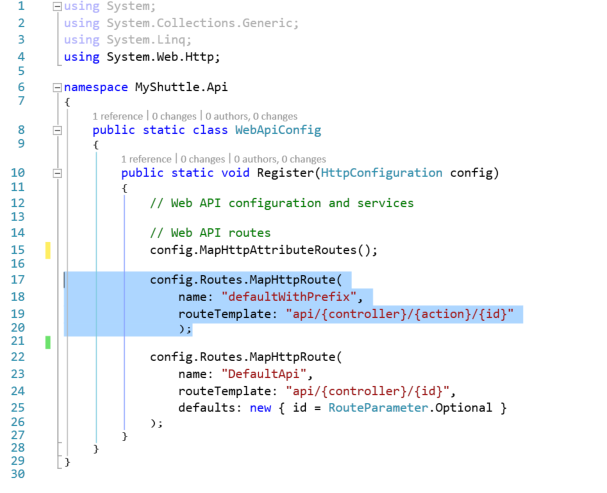 1 using System;
2 using System.Collections.Generic;
3 using System.Linq;
4 using System.Web.Http;
5
6 namespace MyShuttle.Api
7 {
1 reference | 0 changes | 0 authors, 0 changes
8 public static class WebApiConfig
9 {
1 reference | 0 changes | 0 authors, 0 changes
10 public static void Register(HttpConfiguration config)
11 {
12 // Web API configuration and services
13
14 // Web API routes
15 config.MapHttpAttributeRoutes();
16
17 config.Routes.MapHttpRoute(
18 name: "defaultWithPrefix",
19 routeTemplate: "api/{controller}/{action}/{id}"
20 );
21
22 config.Routes.MapHttpRoute(
23 name: "DefaultApi",
24 routeTemplate: "api/{controller}/{id}",
25 defaults: new { id = RouteParameter.Optional }
26 );
27 }
28 }
29 }
30